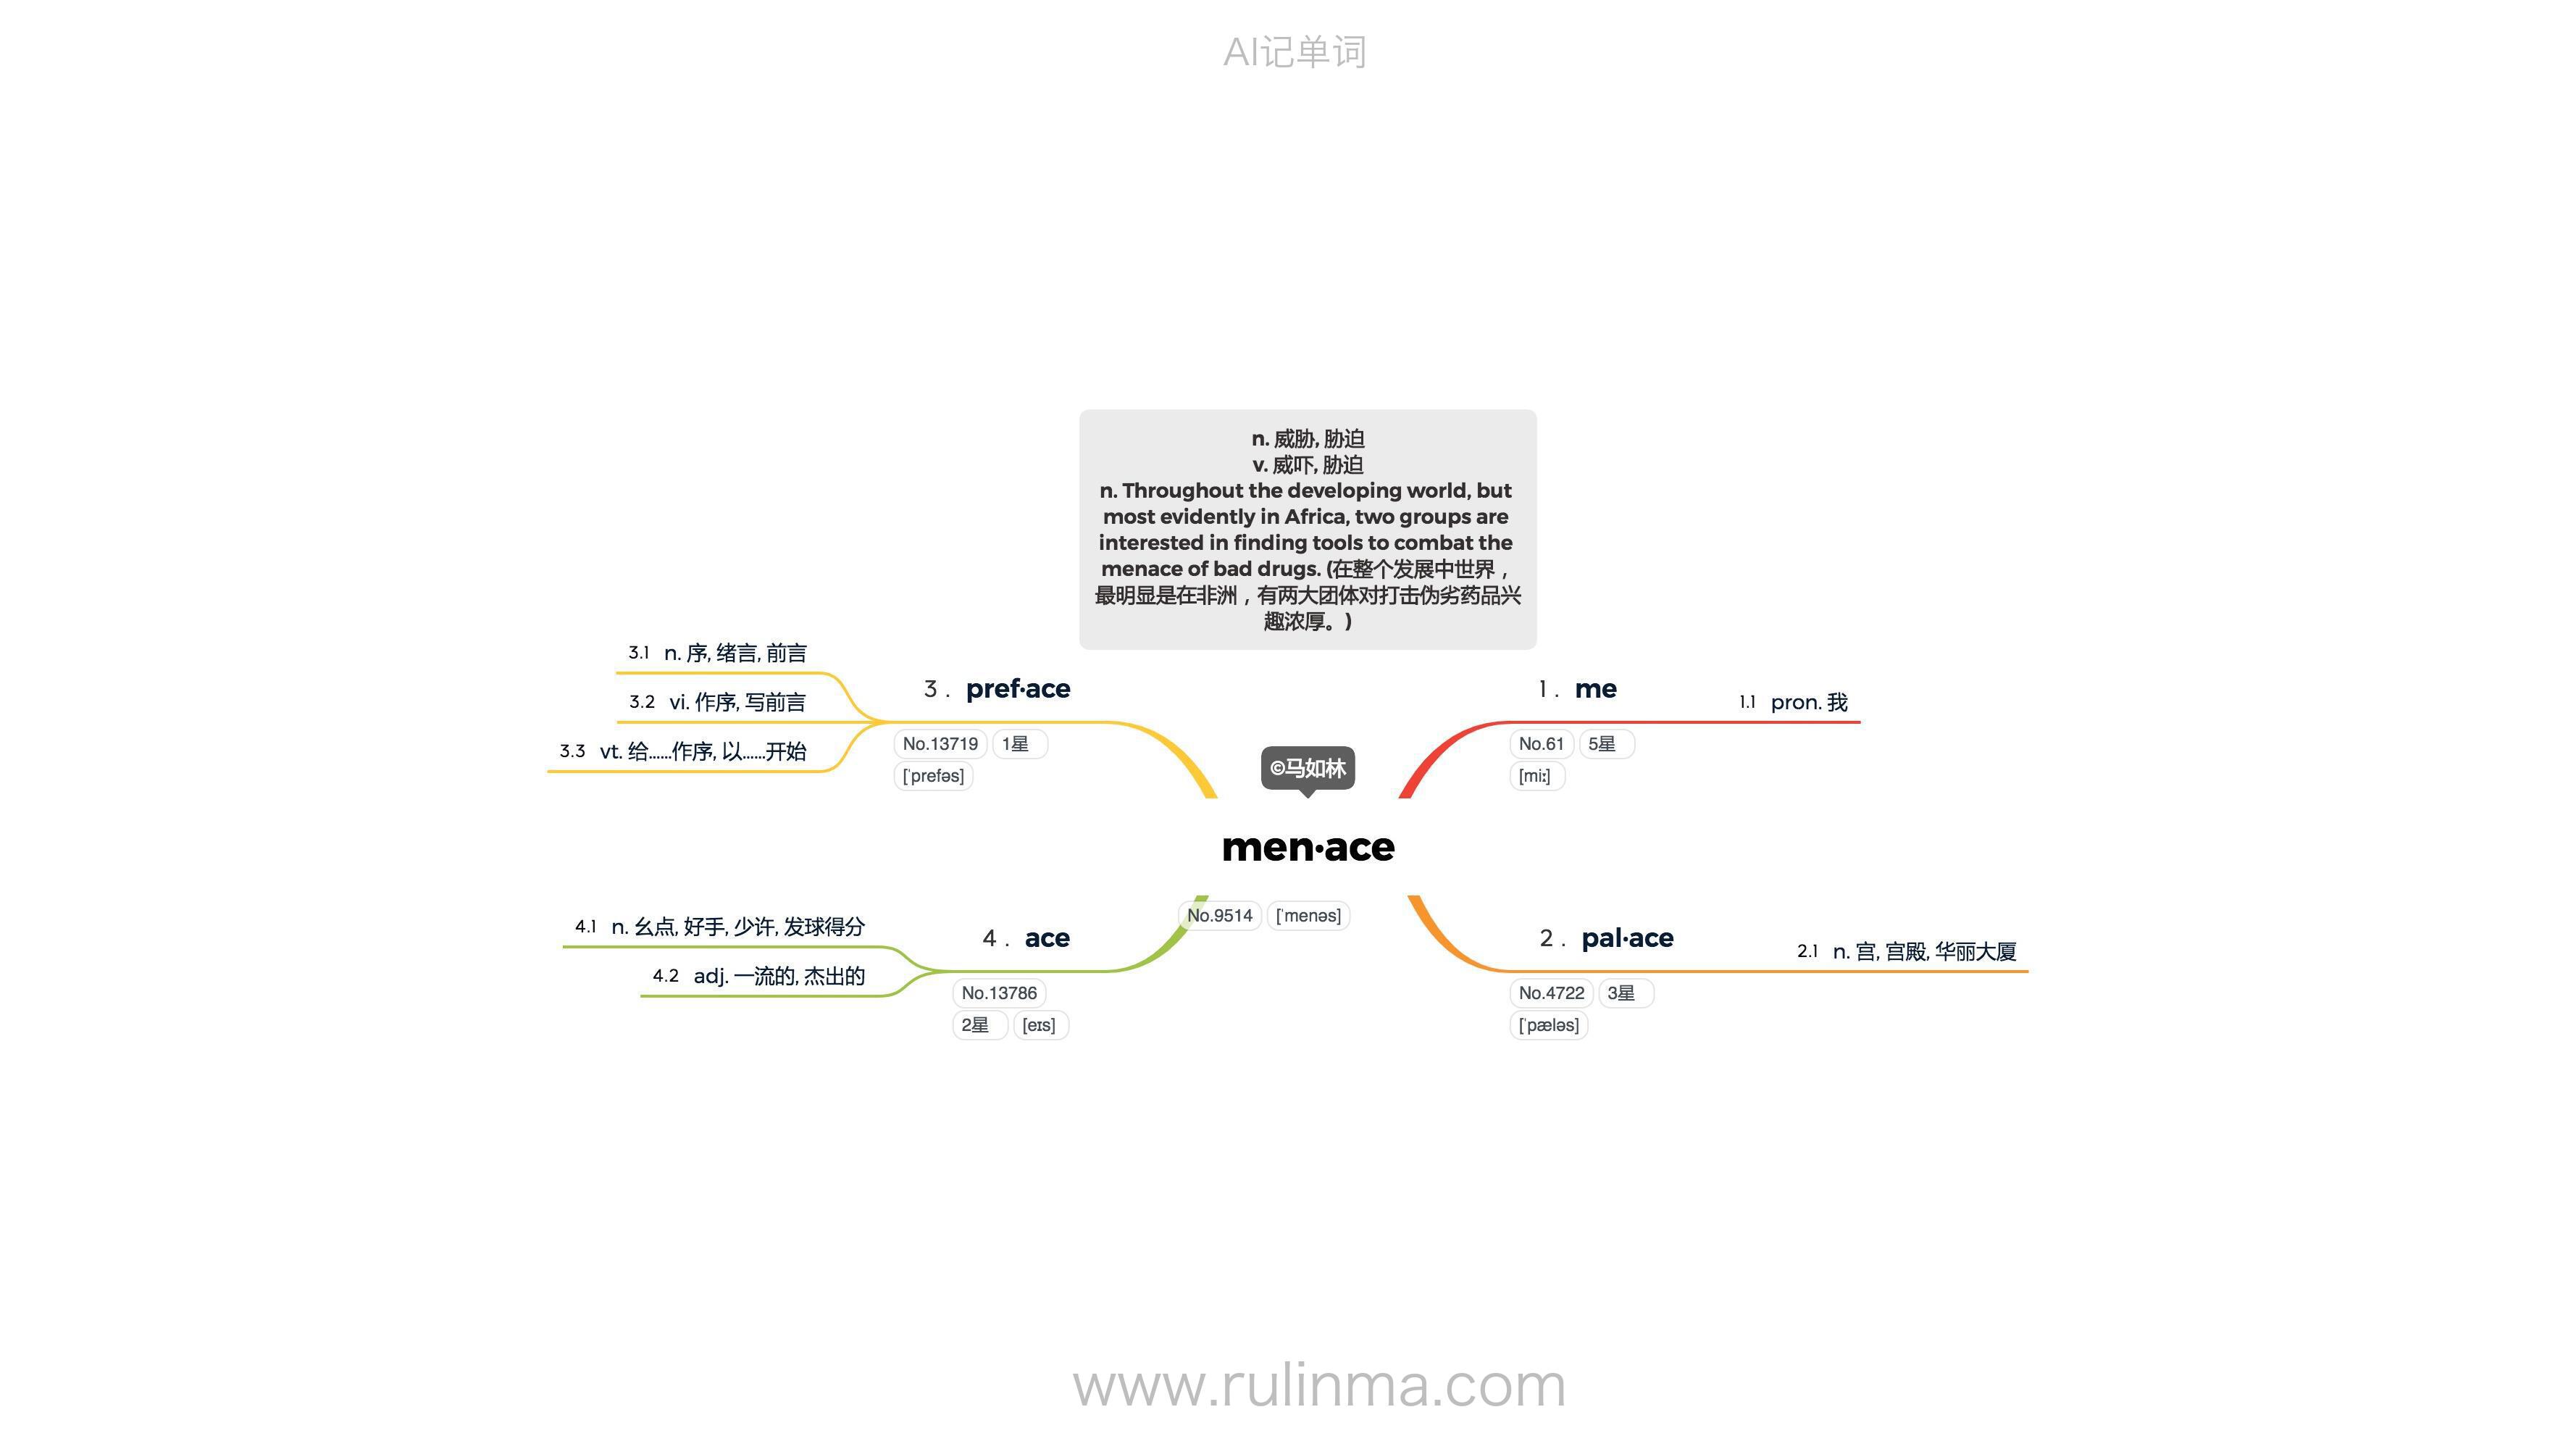 AI记单词
n. 威胁, 胁迫
v. 威吓, 胁迫
n. Throughout the developing world, but
most evidently in Africa, two groups are
interested in finding tools to combat the
menace of bad drugs. (在整个发展中世界，
最明显是在非洲，有两大团体对打击伪劣药品兴
趣浓厚。)
©马如林
men·ace
No.9514 [ˈmenəs]
1. me
No.61 5星
[miː]
1.1 pron. 我
2. pal·ace
No.4722 3星
[ˈpæləs]
2.1 n. 宫, 宫殿, 华丽大厦
3. pref·ace
No.13719 1星
[ˈprefəs]
3.1 n. 序, 绪言, 前言
3.2 vi. 作序, 写前言
3.3 vt. 给......作序, 以......开始
4. ace
No.13786
2星 [eɪs]
4.1 n. 幺点, 好手, 少许, 发球得分
4.2 adj. 一流的, 杰出的
www.rulinma.com